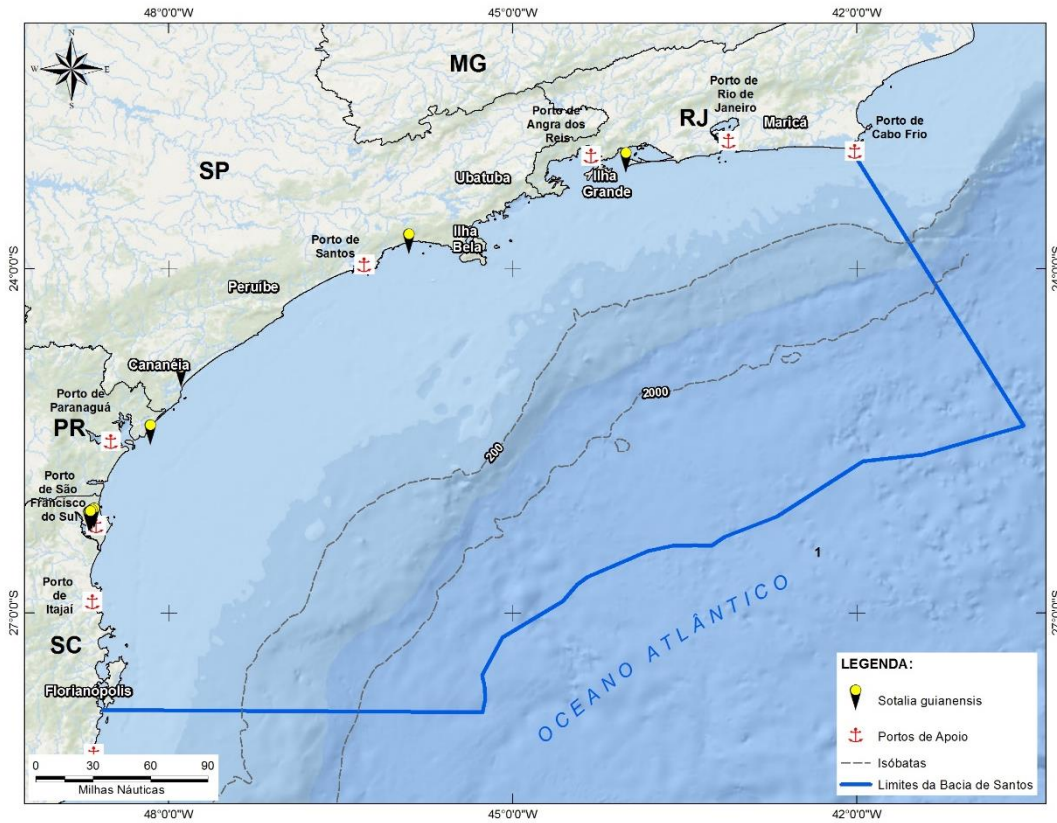 48°0'0"W
45°0'0"W
42°0'0"W
N
W
E
S
MG
Porto de
Rio de
Janeiro
Porto de
Angra dos
Reis
RJ
Maricá
Porto de
Cabo Frio
SP
Ubatuba
Ilha
Grande
Porto de
Santos
Ilha
Bela
24°0'0"S
24°0'0"S
Peruíbe
Cananéia
Porto de
Paranaguá
PR
2000
200
Porto
de São
Francisco
do Sul
1
Porto
de
Itajaí
27°0'0"S
27°0'0"S
SC
OCEANO ATLÂNTICO
Florianópolis
LEGENDA:
Sotalia guianensis
Portos de Apoio
Isóbatas
Limites da Bacia de Santos
0 30 60 90
Milhas Náuticas
48°0'0"W
45°0'0"W
42°0'0"W